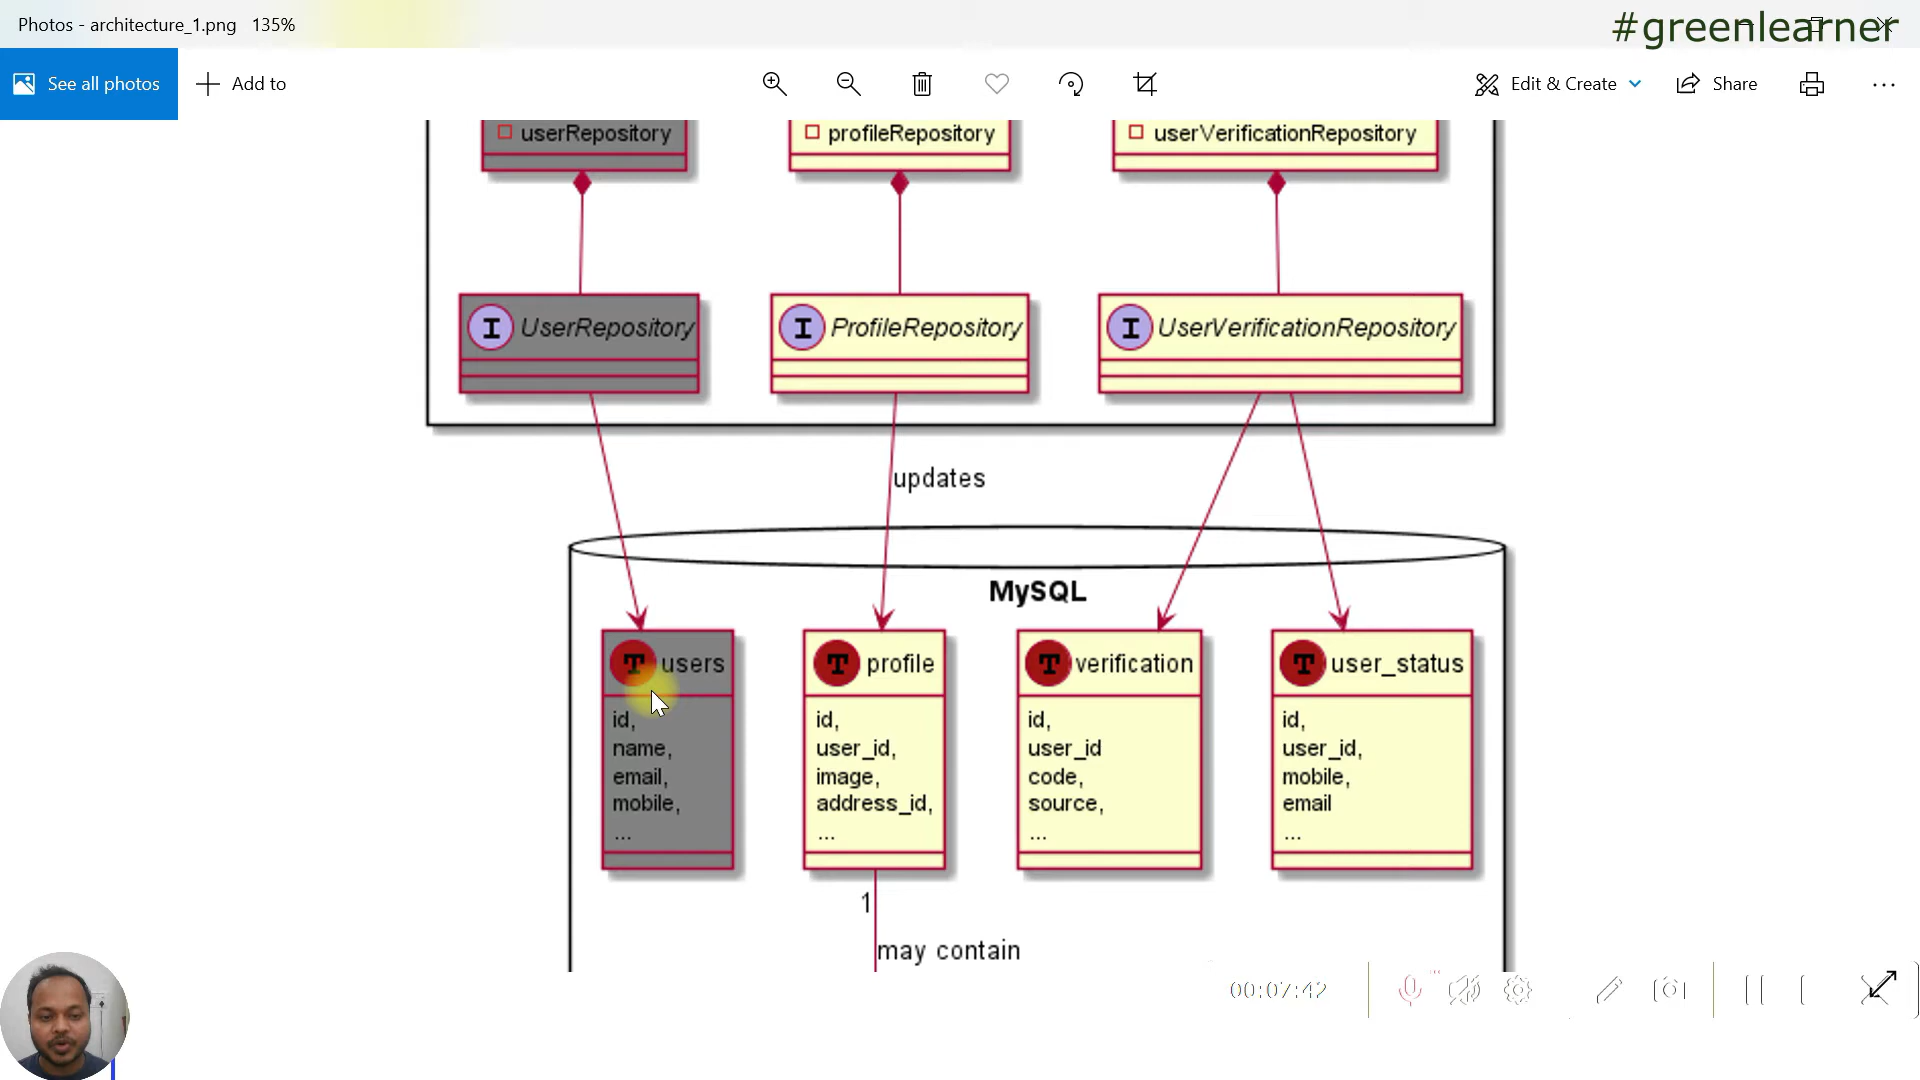 Photos - architecture_1.png 135%
#greenlearner
See all photos
Add to
Edit & Create
Share
userRepository
profileRepository
userVerificationRepository
I UserRepository
I ProfileRepository
I UserVerificationRepository
updates
MySQL
T users
id,
name,
email,
mobile,
...
T profile
id,
user_id,
image,
address_id,
...
T verification
id,
user_id
code,
source,
...
T user_status
id,
user_id,
mobile,
email
...
1
may contain
00:07:42